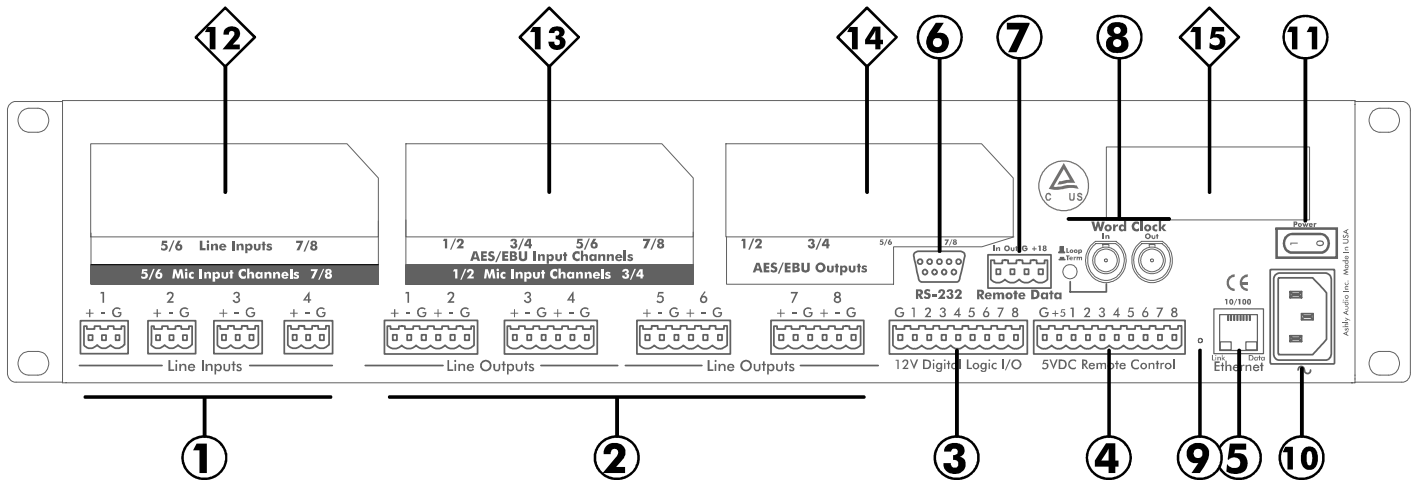 12 13 14 6 7 8 15 11
C US
Word Clock
In Out
Power
1 0
5/6 Line Inputs 7/8
5/6 Mic Input Channels 7/8
1/2 3/4 5/6 7/8
AES/EBU Input Channels
1/2 Mic Input Channels 3/4
1/2 3/4 5/6 7/8
AES/EBU Outputs
RS-232
In Out G +18
Remote Data
Loop
Term
CE
10/100
Link Data
Ethernet
Ashly Audio Inc. Made In USA
1 2 3 4
+ - G + - G + - G + - G
Line Inputs
1 2 3 4
+ - G + - G + - G + - G
Line Outputs
5 6 7 8
+ - G + - G + - G + - G
Line Outputs
G 1 2 3 4 5 6 7 8
12V Digital Logic I/O
G +5 1 2 3 4 5 6 7 8
5VDC Remote Control
1 2 3 4 9 5 10